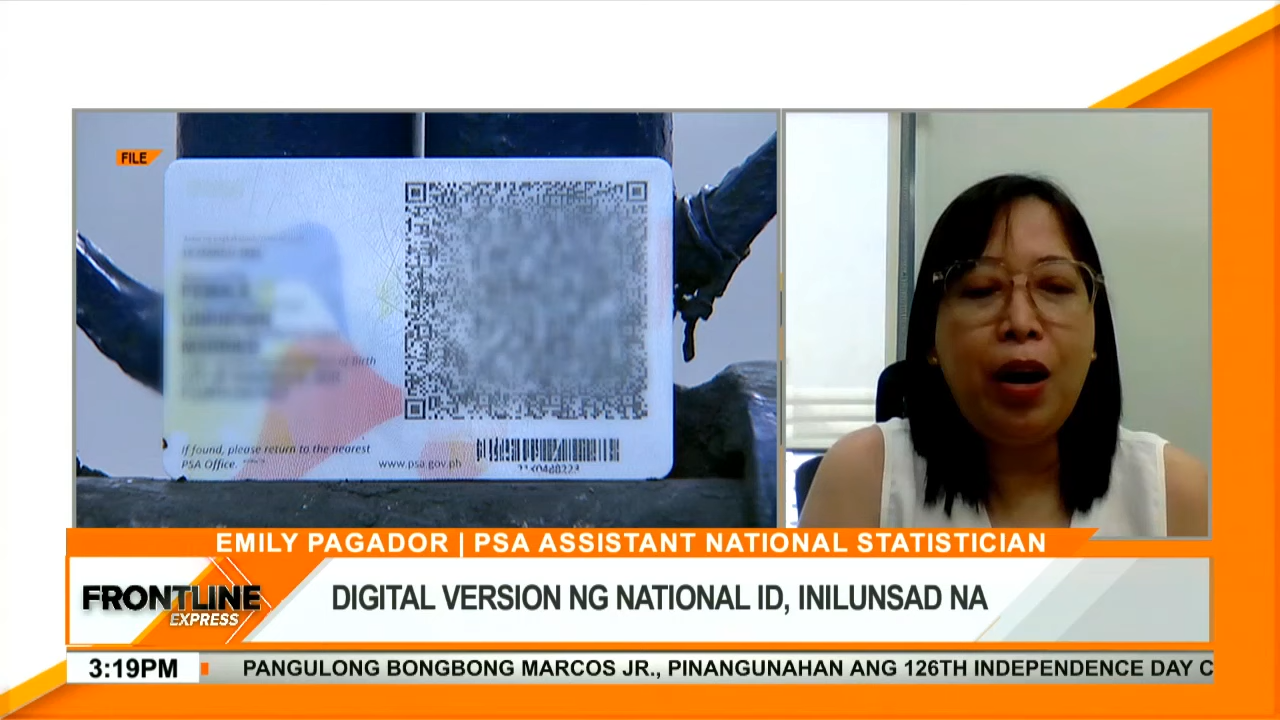 FILE
of Birth
If found, please return to the nearest
PSA Office.
www.psa.gov.ph
EMILY PAGADOR | PSA ASSISTANT NATIONAL STATISTICIAN
FRONTLINE
EXPRESS
DIGITAL VERSION NG NATIONAL ID, INILUNSAD NA
3:19PM
PANGULONG BONGBONG MARCOS JR., PINANGUNAHAN ANG 126TH INDEPENDENCE DAY C